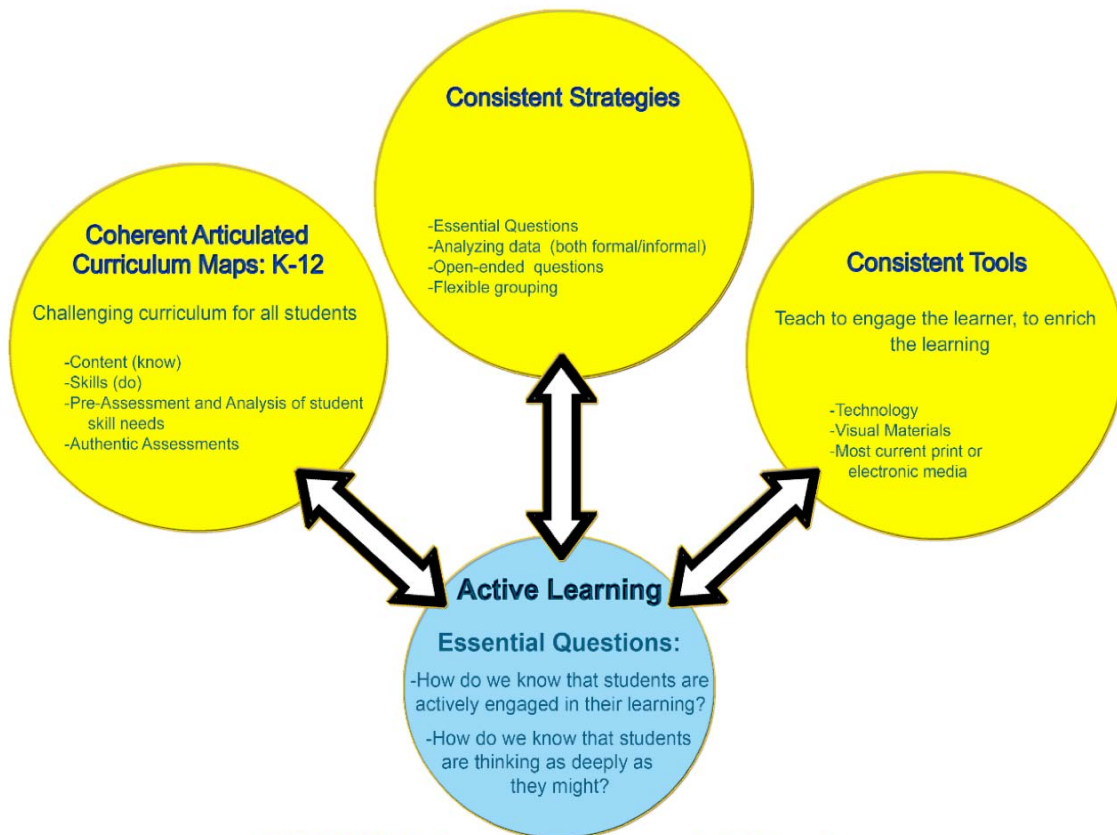 Consistent Strategies
-Essential Questions
-Analyzing data (both formal/informal)
-Open-ended questions
-Flexible grouping
Coherent Articulated
Curriculum Maps: K-12
Challenging curriculum for all students
-Content (know)
-Skills (do)
-Pre-Assessment and Analysis of student
skill needs
-Authentic Assessments
Consistent Tools
Teach to engage the learner, to enrich
the learning
-Technology
-Visual Materials
-Most current print or
electronic media
Active Learning
Essential Questions:
-How do we know that students are
actively engaged in their learning?
-How do we know that students
are thinking as deeply as
they might?